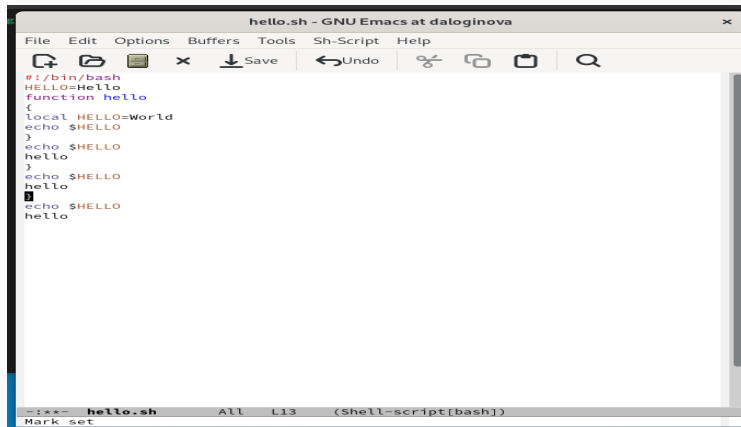 hello.sh - GNU Emacs at daloginova
File Edit Options Buffers Tools Sh-Script Help
Save Undo
#!/bin/bash
HELLO=Hello
function hello
{
local HELLO=World
echo $HELLO
}
echo $HELLO
hello
}
echo $HELLO
hello
}
echo $HELLO
hello
-:**- hello.sh All L13 (Shell-script[bash])
Mark set